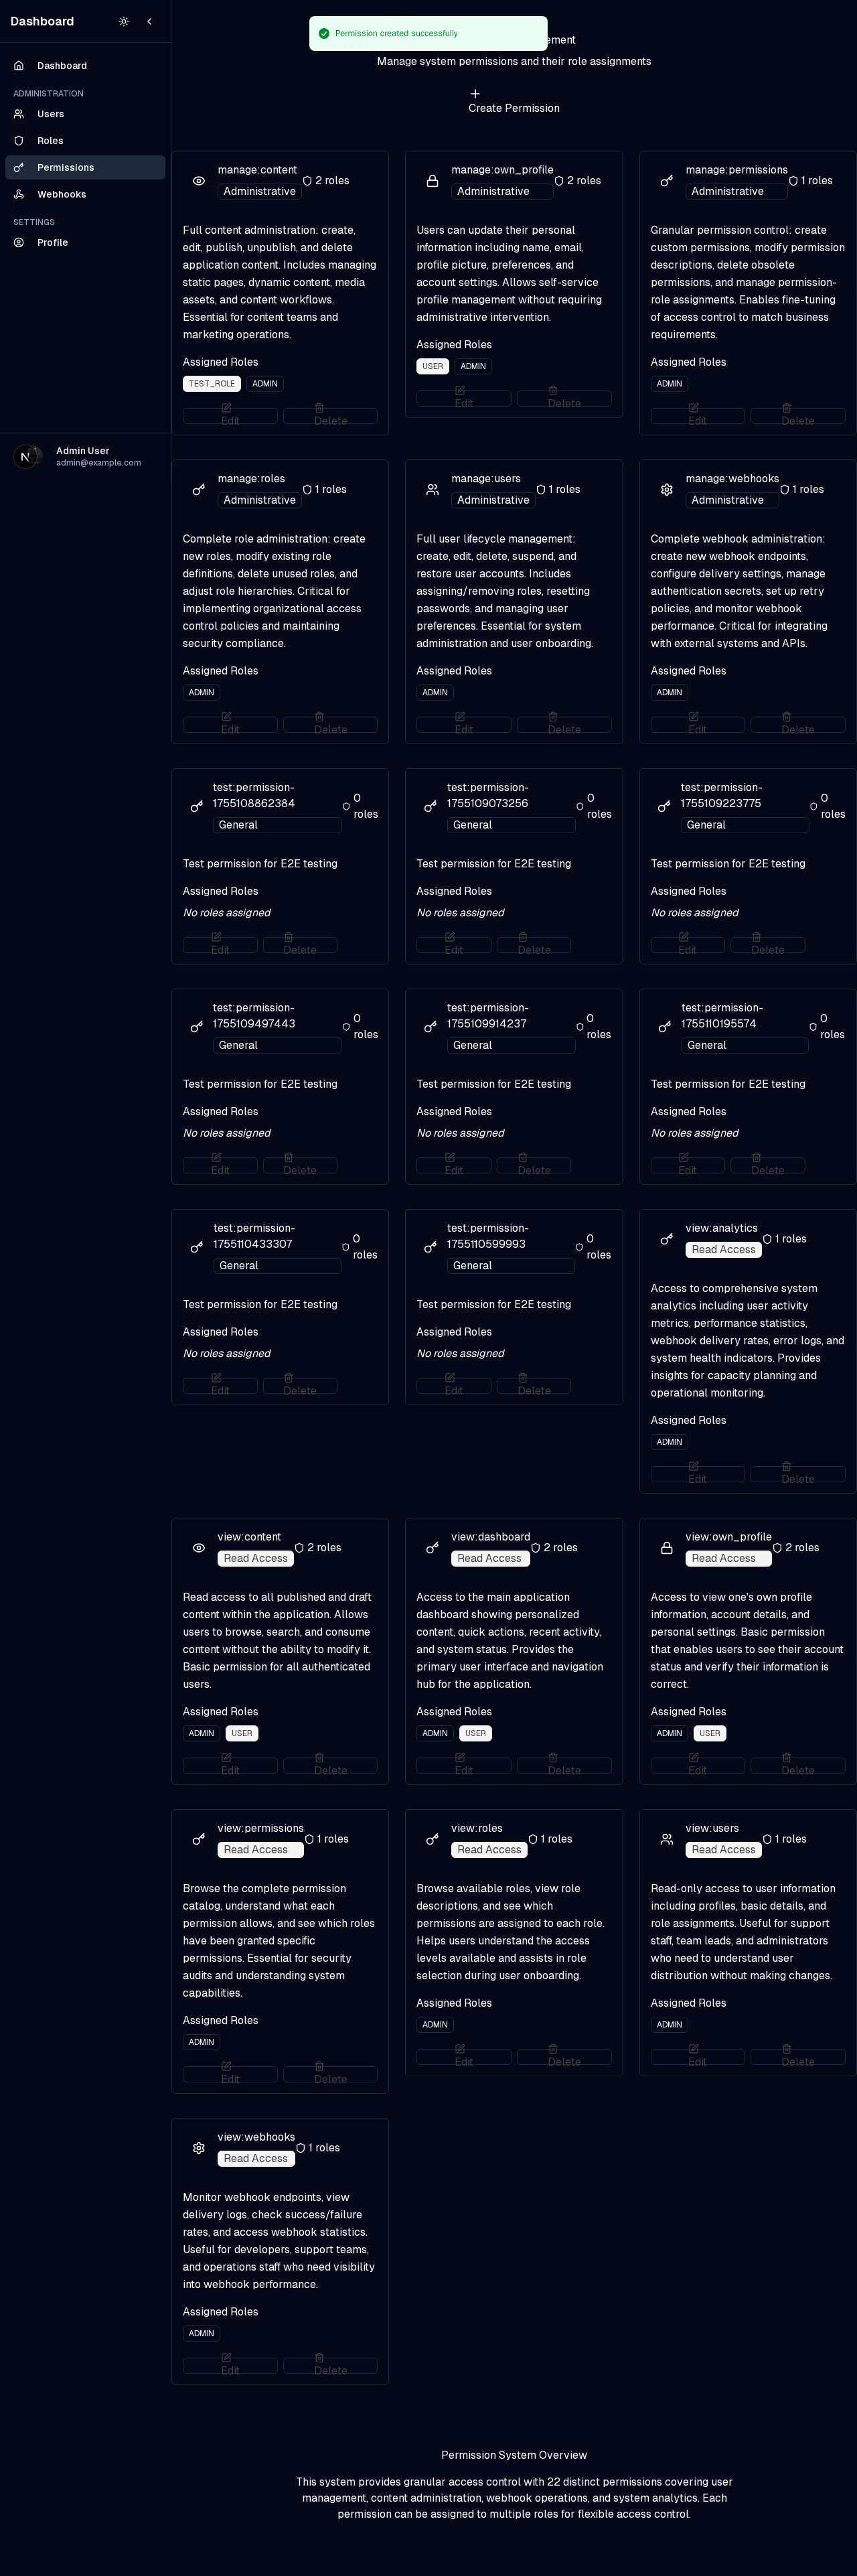 Dashboard
Dashboard
ADMINISTRATION
Users
Roles
Permissions
Webhooks
SETTINGS
Profile
Admin User
admin@example.com
Permission created successfully
ement
Manage system permissions and their role assignments
Create Permission
manage:content
Administrative
2 roles
Full content administration: create,
edit, publish, unpublish, and delete
application content. Includes managing
static pages, dynamic content, media
assets, and content workflows.
Essential for content teams and
marketing operations.
Assigned Roles
TEST_ROLE ADMIN
Edit Delete
manage:own_profile
Administrative
2 roles
Users can update their personal
information including name, email,
profile picture, preferences, and
account settings. Allows self-service
profile management without requiring
administrative intervention.
Assigned Roles
USER ADMIN
Edit Delete
manage:permissions
Administrative
1 roles
Granular permission control: create
custom permissions, modify permission
descriptions, delete obsolete
permissions, and manage permission-
role assignments. Enables fine-tuning
of access control to match business
requirements.
Assigned Roles
ADMIN
Edit Delete
manage:roles
Administrative
1 roles
Complete role administration: create
new roles, modify existing role
definitions, delete unused roles, and
adjust role hierarchies. Critical for
implementing organizational access
control policies and maintaining
security compliance.
Assigned Roles
ADMIN
Edit Delete
manage:users
Administrative
1 roles
Full user lifecycle management:
create, edit, delete, suspend, and
restore user accounts. Includes
assigning/removing roles, resetting
passwords, and managing user
preferences. Essential for system
administration and user onboarding.
Assigned Roles
ADMIN
Edit Delete
manage:webhooks
Administrative
1 roles
Complete webhook administration:
create new webhook endpoints,
configure delivery settings, manage
authentication secrets, set up retry
policies, and monitor webhook
performance. Critical for integrating
with external systems and APIs.
Assigned Roles
ADMIN
Edit Delete
test:permission-
1755108862384
General
0
roles
Test permission for E2E testing
Assigned Roles
No roles assigned
Edit Delete
test:permission-
1755109073256
General
0
roles
Test permission for E2E testing
Assigned Roles
No roles assigned
Edit Delete
test:permission-
1755109223775
General
0
roles
Test permission for E2E testing
Assigned Roles
No roles assigned
Edit Delete
test:permission-
1755109497443
General
0
roles
Test permission for E2E testing
Assigned Roles
No roles assigned
Edit Delete
test:permission-
1755109914237
General
0
roles
Test permission for E2E testing
Assigned Roles
No roles assigned
Edit Delete
test:permission-
1755110195574
General
0
roles
Test permission for E2E testing
Assigned Roles
No roles assigned
Edit Delete
test:permission-
1755110433307
General
0
roles
Test permission for E2E testing
Assigned Roles
No roles assigned
Edit Delete
test:permission-
1755110599993
General
0
roles
Test permission for E2E testing
Assigned Roles
No roles assigned
Edit Delete
view:analytics
Read Access
1 roles
Access to comprehensive system
analytics including user activity
metrics, performance statistics,
webhook delivery rates, error logs, and
system health indicators. Provides
insights for capacity planning and
operational monitoring.
Assigned Roles
ADMIN
Edit Delete
view:content
Read Access
2 roles
Read access to all published and draft
content within the application. Allows
users to browse, search, and consume
content without the ability to modify it.
Basic permission for all authenticated
users.
Assigned Roles
ADMIN USER
Edit Delete
view:dashboard
Read Access
2 roles
Access to the main application
dashboard showing personalized
content, quick actions, recent activity,
and system status. Provides the
primary user interface and navigation
hub for the application.
Assigned Roles
ADMIN USER
Edit Delete
view:own_profile
Read Access
2 roles
Access to view one's own profile
information, account details, and
personal settings. Basic permission
that enables users to see their account
status and verify their information is
correct.
Assigned Roles
ADMIN USER
Edit Delete
view:permissions
Read Access
1 roles
Browse the complete permission
catalog, understand what each
permission allows, and see which roles
have been granted specific
permissions. Essential for security
audits and understanding system
capabilities.
Assigned Roles
ADMIN
Edit Delete
view:roles
Read Access
1 roles
Browse available roles, view role
descriptions, and see which
permissions are assigned to each role.
Helps users understand the access
levels available and assists in role
selection during user onboarding.
Assigned Roles
ADMIN
Edit Delete
view:users
Read Access
1 roles
Read-only access to user information
including profiles, basic details, and
role assignments. Useful for support
staff, team leads, and administrators
who need to understand user
distribution without making changes.
Assigned Roles
ADMIN
Edit Delete
view:webhooks
Read Access
1 roles
Monitor webhook endpoints, view
delivery logs, check success/failure
rates, and access webhook statistics.
Useful for developers, support teams,
and operations staff who need visibility
into webhook performance.
Assigned Roles
ADMIN
Edit Delete
Permission System Overview
This system provides granular access control with 22 distinct permissions covering user
management, content administration, webhook operations, and system analytics. Each
permission can be assigned to multiple roles for flexible access control.